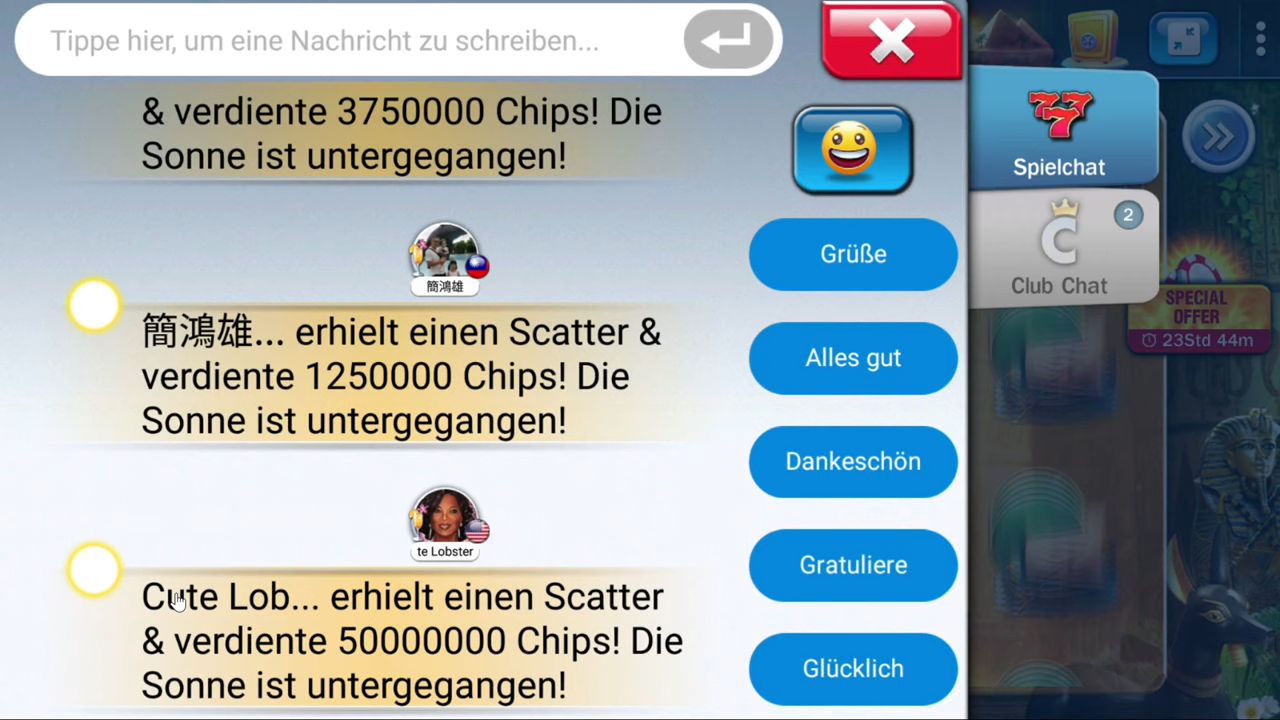 Tippe hier, um eine Nachricht zu schreiben...
& verdiente 3750000 Chips! Die
Sonne ist untergegangen!
簡鴻雄
簡鴻雄... erhielt einen Scatter &
verdiente 1250000 Chips! Die
Sonne ist untergegangen!
te Lobster
Cute Lob... erhielt einen Scatter
& verdiente 50000000 Chips! Die
Sonne ist untergegangen!
Grüße
Alles gut
Dankeschön
Gratuliere
Glücklich
777
Spielchat
C
2
Club Chat
SPECIAL
OFFER
23Std 44m